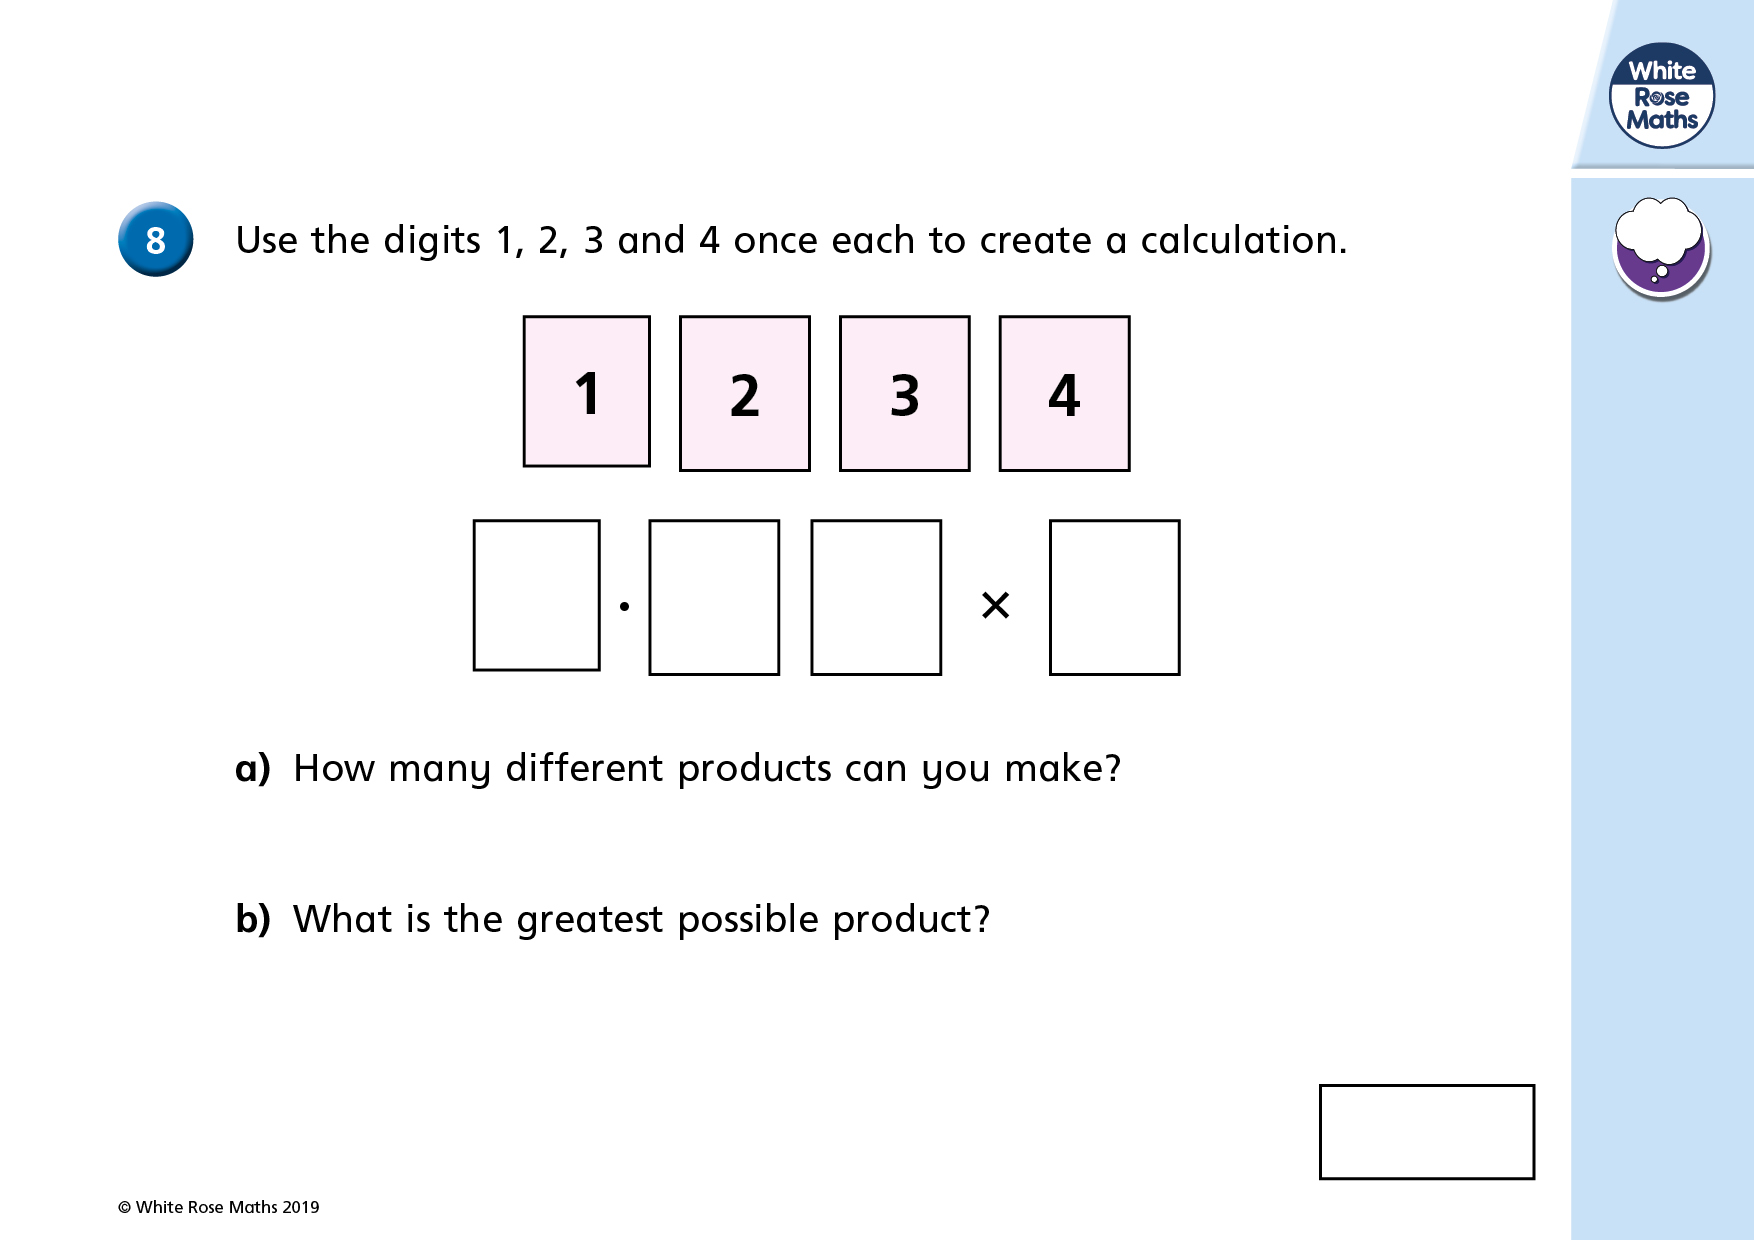 White
Rose
Maths
8 Use the digits 1, 2, 3 and 4 once each to create a calculation.
1 2 3 4
. ×
a) How many different products can you make?
b) What is the greatest possible product?
© White Rose Maths 2019